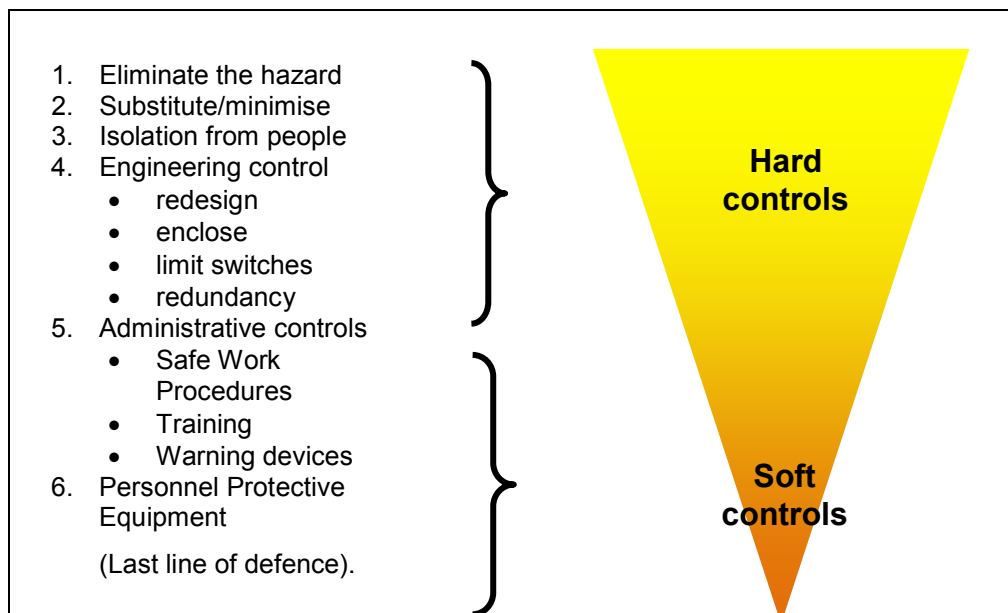 1. Eliminate the hazard
2. Substitute/minimise
3. Isolation from people
4. Engineering control
• redesign
• enclose
• limit switches
• redundancy
5. Administrative controls
• Safe Work
Procedures
• Training
• Warning devices
6. Personnel Protective
Equipment
(Last line of defence).
Hard
controls
Soft
controls